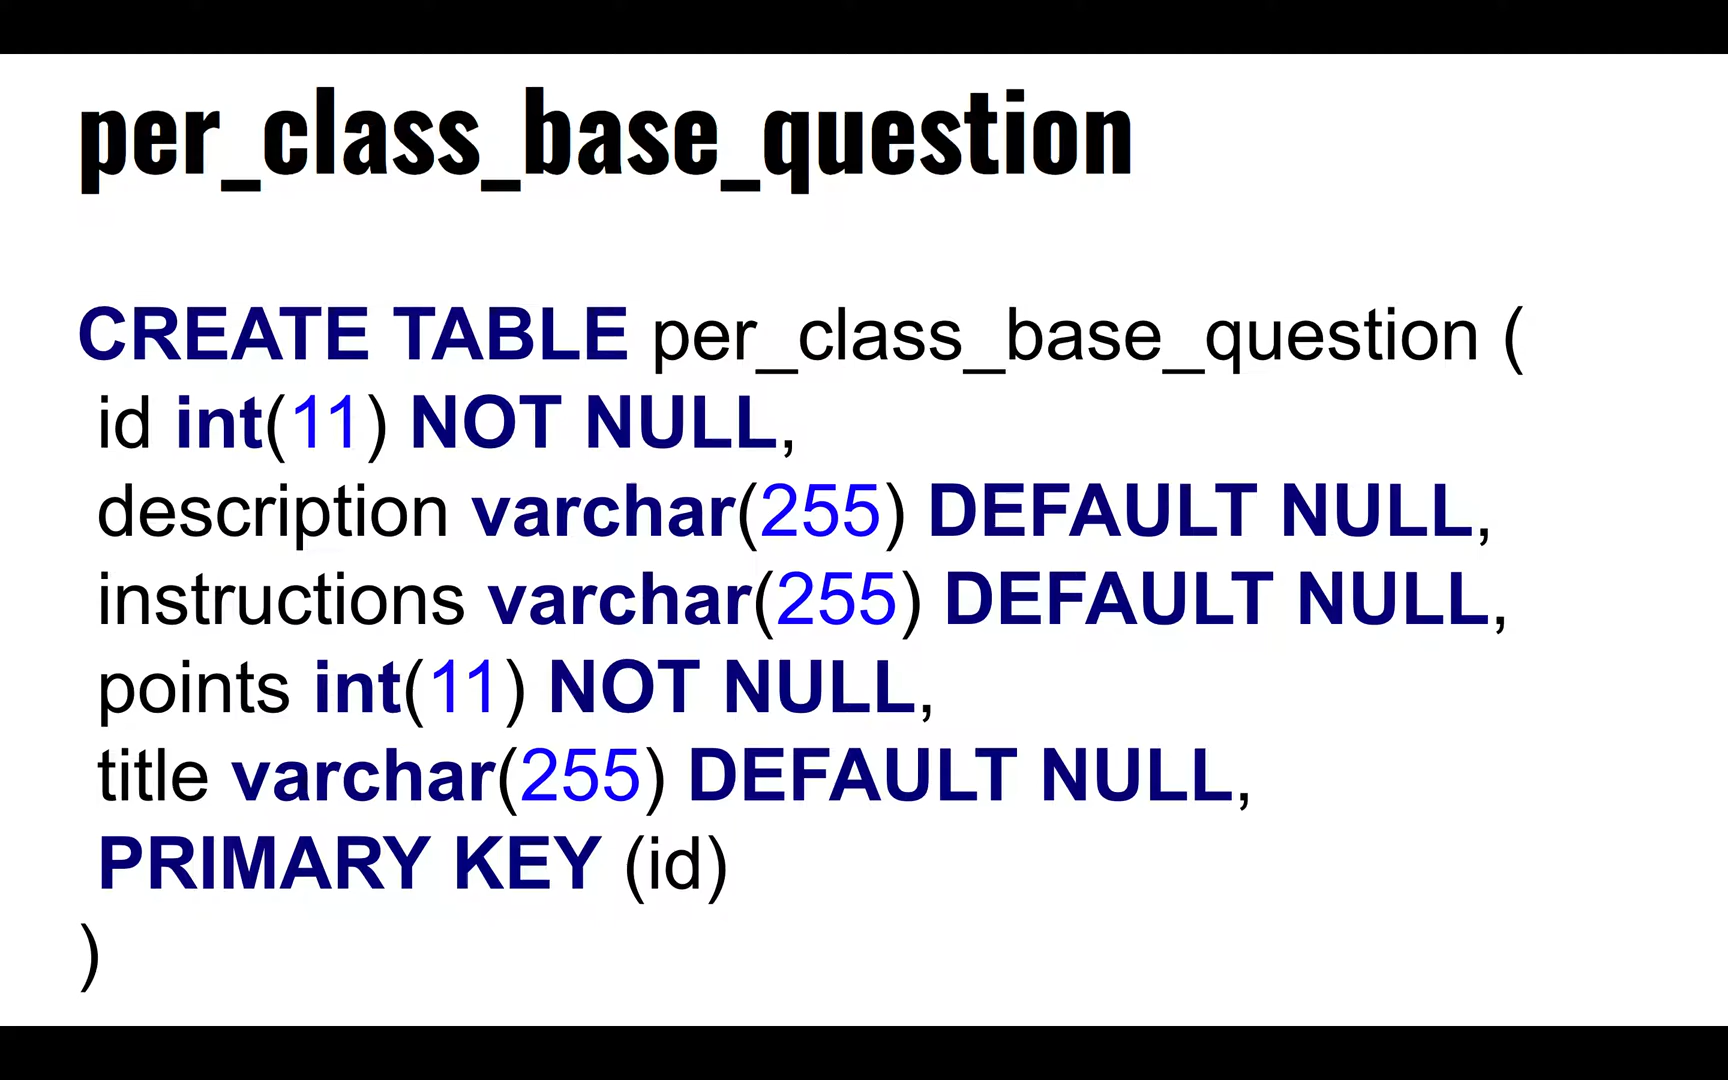 per_class_base_question
CREATE TABLE per_class_base_question (
id int(11) NOT NULL,
description varchar(255) DEFAULT NULL,
instructions varchar(255) DEFAULT NULL,
points int(11) NOT NULL,
title varchar(255) DEFAULT NULL,
PRIMARY KEY (id)
)